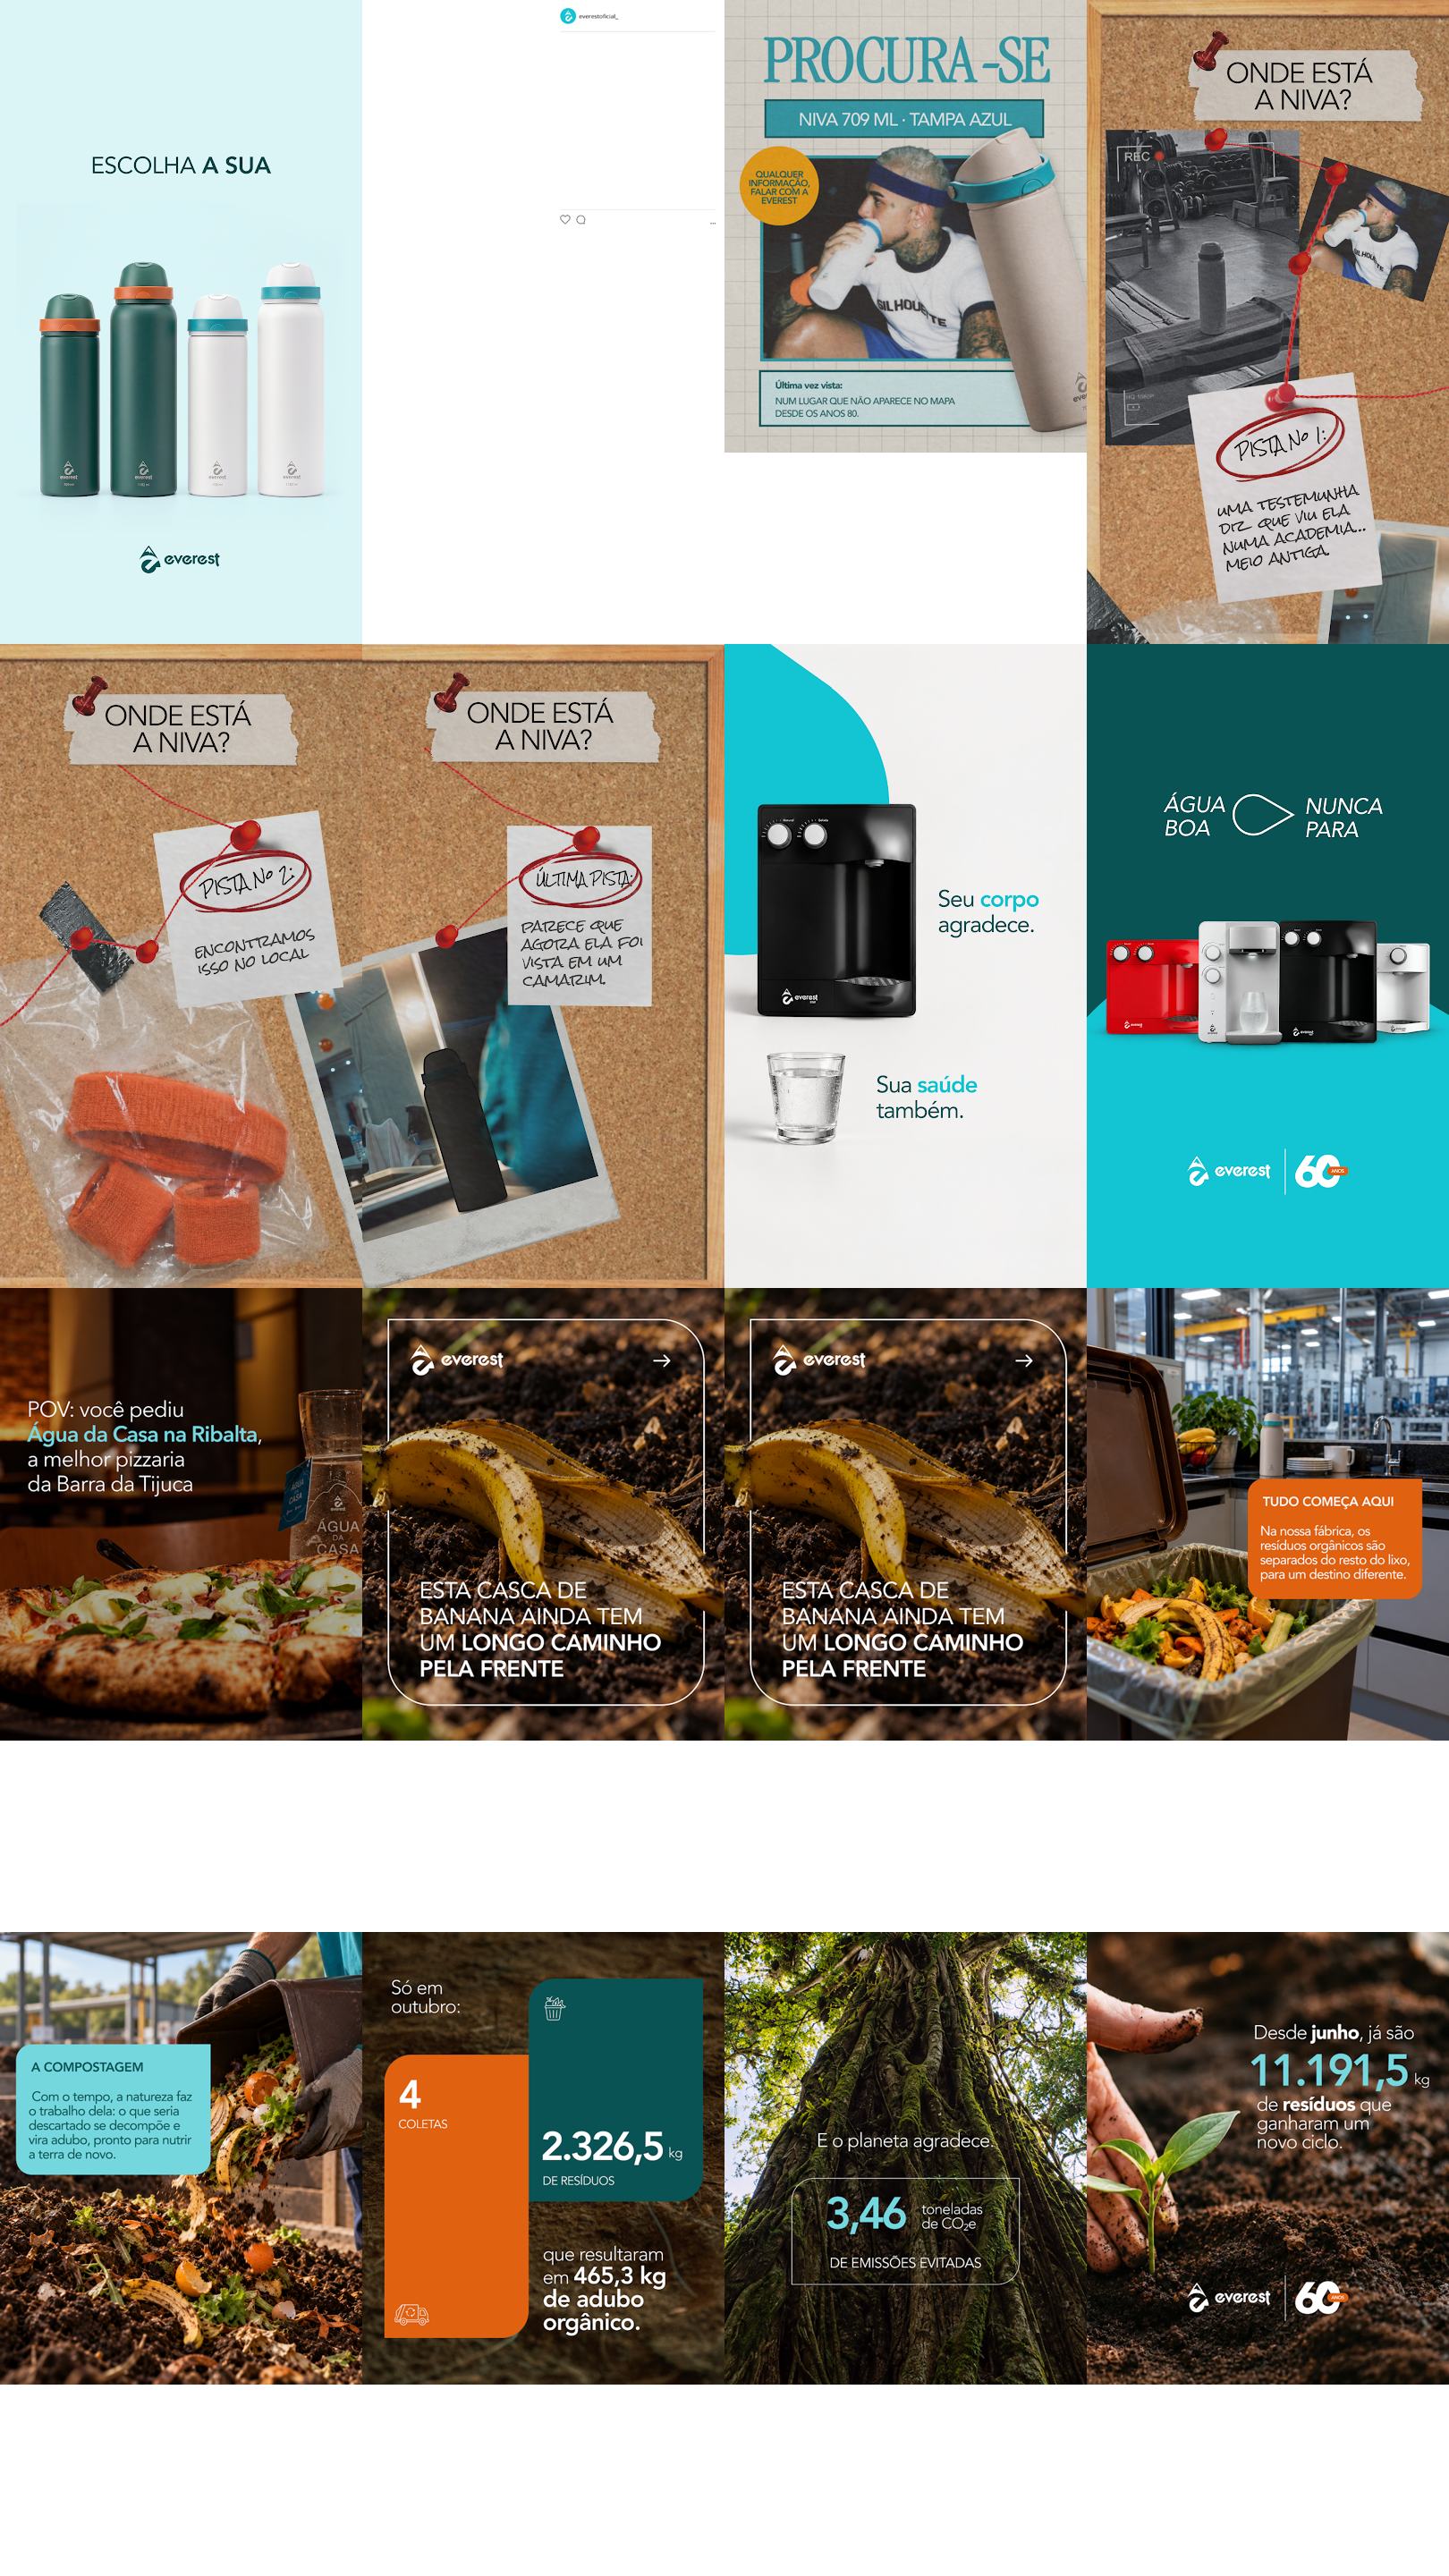 ESCOLHA A SUA
everest
everest
everest
everest
everest
everestoficial_
PROCURA-SE
NIVA 709 ML · TAMPA AZUL
QUALQUER
INFORMAÇÃO,
FALAR COM A
EVEREST
SILHOUETTE
Última vez vista:
NUM LUGAR QUE NÃO APARECE NO MAPA
DESDE OS ANOS 80.
ONDE ESTÁ
A NIVA?
REC
PISTA Nº 1:
UMA TESTEMUNHA
DIZ QUE VIU ELA
NUMA ACADEMIA...
MEIO ANTIGA.
ONDE ESTÁ
A NIVA?
PISTA Nº 2:
ENCONTRAMOS
ISSO NO LOCAL
ONDE ESTÁ
A NIVA?
ÚLTIMA PISTA:
PARECE QUE
AGORA ELA FOI
VISTA EM UM
CAMARIM.
everest
Seu corpo
agradece.
Sua saúde
também.
ÁGUA
BOA
NUNCA
PARA
everest
60
ANOS
POV: você pediu
Água da Casa na Ribalta,
a melhor pizzaria
da Barra da Tijuca
everest
ÁGUA
DA
CASA
everest
ESTA CASCA DE
BANANA AINDA TEM
UM LONGO CAMINHO
PELA FRENTE
everest
ESTA CASCA DE
BANANA AINDA TEM
UM LONGO CAMINHO
PELA FRENTE
TUDO COMEÇA AQUI
Na nossa fábrica, os
resíduos orgânicos são
separados do resto do lixo,
para um destino diferente.
A COMPOSTAGEM
Com o tempo, a natureza faz
o trabalho dela: o que seria
descartado se decompõe e
vira adubo, pronto para nutrir
a terra de novo.
Só em
outubro:
4
COLETAS
2.326,5 kg
DE RESÍDUOS
que resultaram
em 465,3 kg
de adubo
orgânico.
E o planeta agradece.
3,46 toneladas
de CO₂e
DE EMISSÕES EVITADAS
Desde junho, já são
11.191,5 kg
de resíduos que
ganharam um
novo ciclo.
everest
60
ANOS